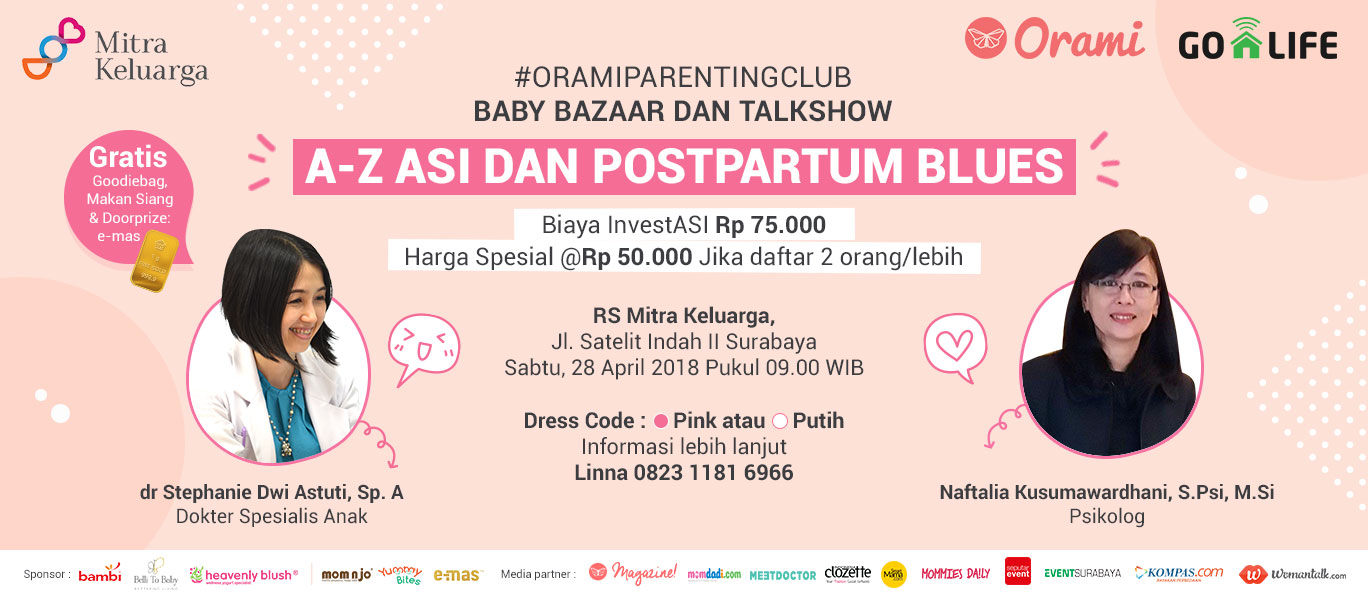 Mitra
Keluarga
Orami
GO LIFE
#ORAMIPARENTINGCLUB
BABY BAZAAR DAN TALKSHOW
A-Z ASI DAN POSTPARTUM BLUES
Gratis
Goodiebag,
Makan Siang
& Doorprize:
e-mas
Biaya InvestASI Rp 75.000
Harga Spesial @Rp 50.000 Jika daftar 2 orang/lebih
RS Mitra Keluarga,
Jl. Satelit Indah II Surabaya
Sabtu, 28 April 2018 Pukul 09.00 WIB
Dress Code : Pink atau Putih
Informasi lebih lanjut
Linna 0823 1181 6966
dr Stephanie Dwi Astuti, Sp. A
Dokter Spesialis Anak
Naftalia Kusumawardhani, S.Psi, M.Si
Psikolog
Sponsor : bambi Belli To Baby heavenly blush mom n jo Yummy Bites e-mas Media partner : Magazine! momdadi.com MEETDOCTOR clozette Mama MOMMIES DAILY seputar event EVENTSURABAYA KOMPAS.com Womantalk.com